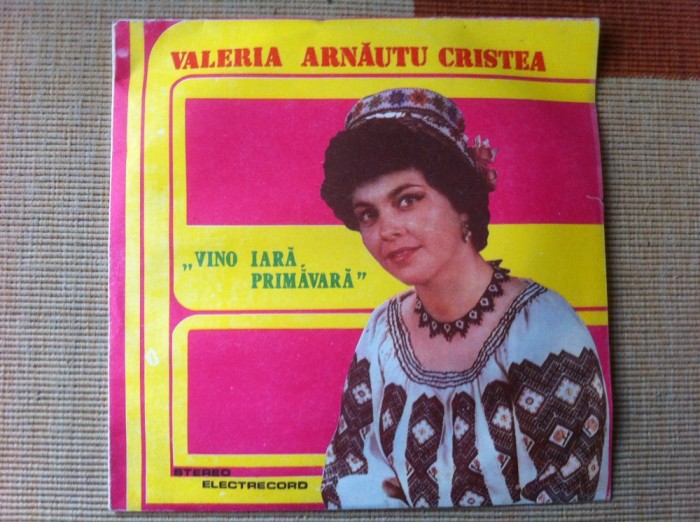 VALERIA ARNĂUTU CRISTEA
„VINO IARĂ
PRIMĂVARĂ”
STEREO
ELECTRECORD